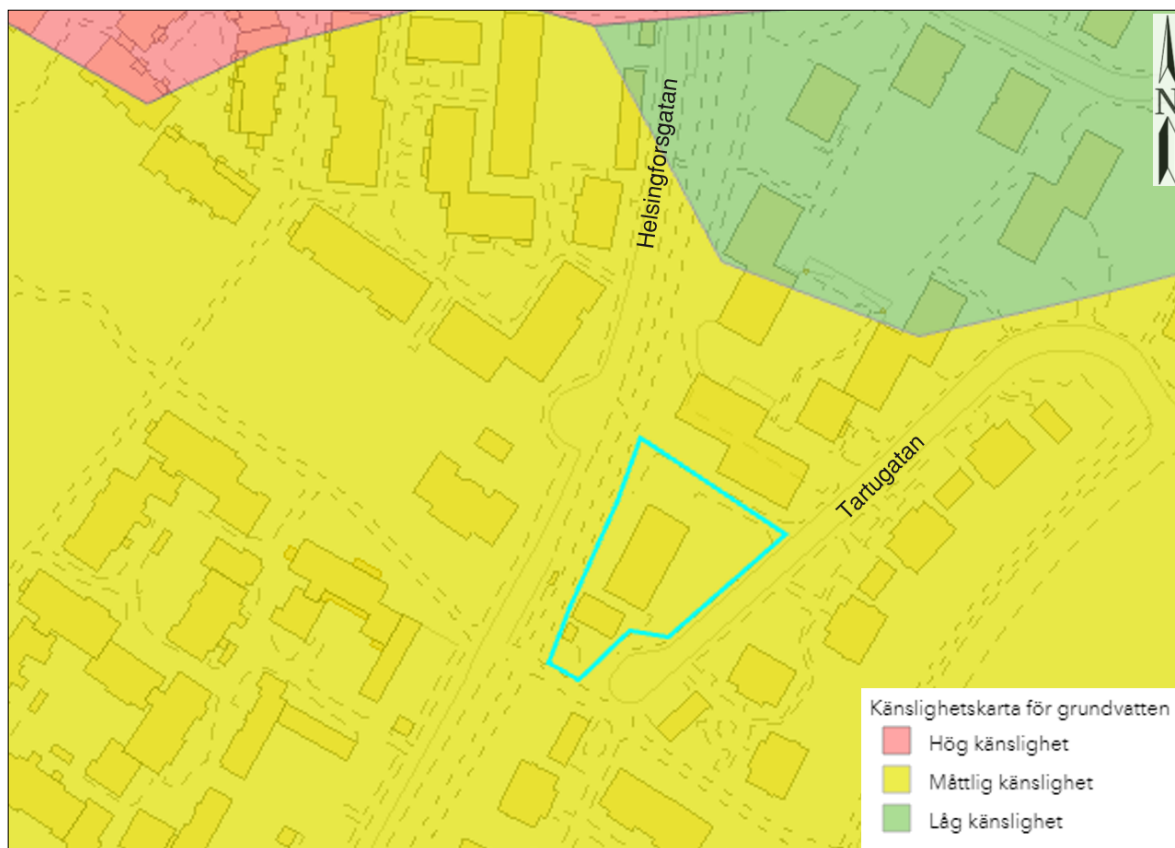 Helsingforsgatan
N
Tartugatan
Känslighetskarta för grundvatten
Hög känslighet
Måttlig känslighet
Låg känslighet